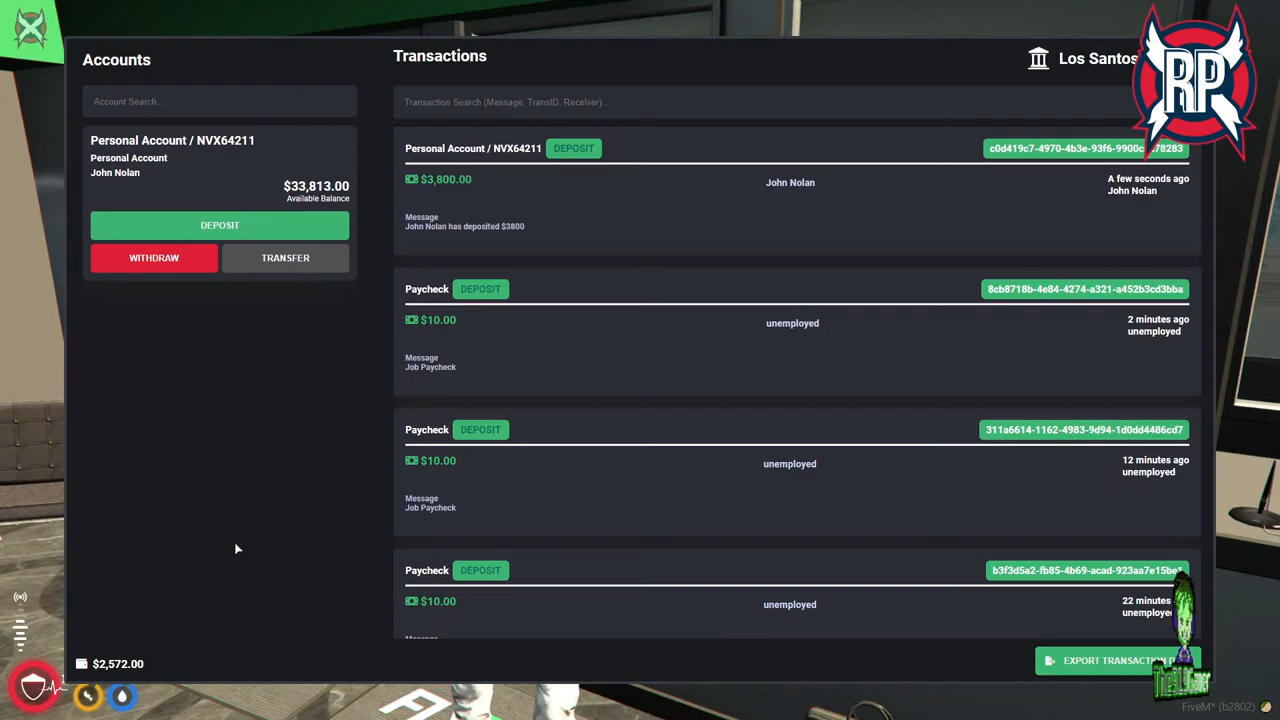 Accounts
Account Search...
Personal Account / NVX64211
Personal Account
John Nolan
$33,813.00
Available Balance
DEPOSIT
WITHDRAW
TRANSFER
$2,572.00
Transactions
Los Santos
RP
Transaction Search (Message, TransID, Receiver)...
Personal Account / NVX64211 DEPOSIT
$3,800.00
John Nolan
A few seconds ago
John Nolan
Message
John Nolan has deposited $3800
Paycheck DEPOSIT 8cb8718b-4e84-4274-a321-a452b3cd3bba
$10.00
unemployed
2 minutes ago
unemployed
Message
Job Paycheck
Paycheck DEPOSIT 311a6614-1162-4983-9d94-1d0dd4486cd7
$10.00
unemployed
12 minutes ago
unemployed
Message
Job Paycheck
Paycheck DEPOSIT
$10.00
unemployed
22 minutes
unemployed
EXPORT TRANSACTION
FiveM* (b2802)